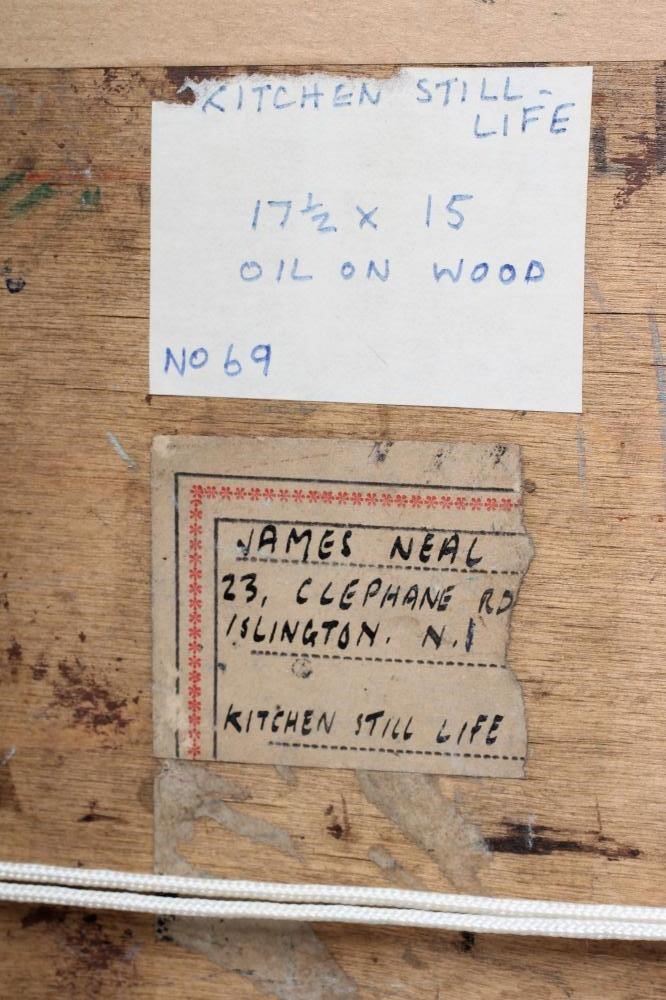 KITCHEN STILL-
LIFE
17½ x 15
OIL ON WOOD
NO 69
JAMES NEAL
23, CLEPHANE RD
ISLINGTON. N.1
KITCHEN STILL LIFE